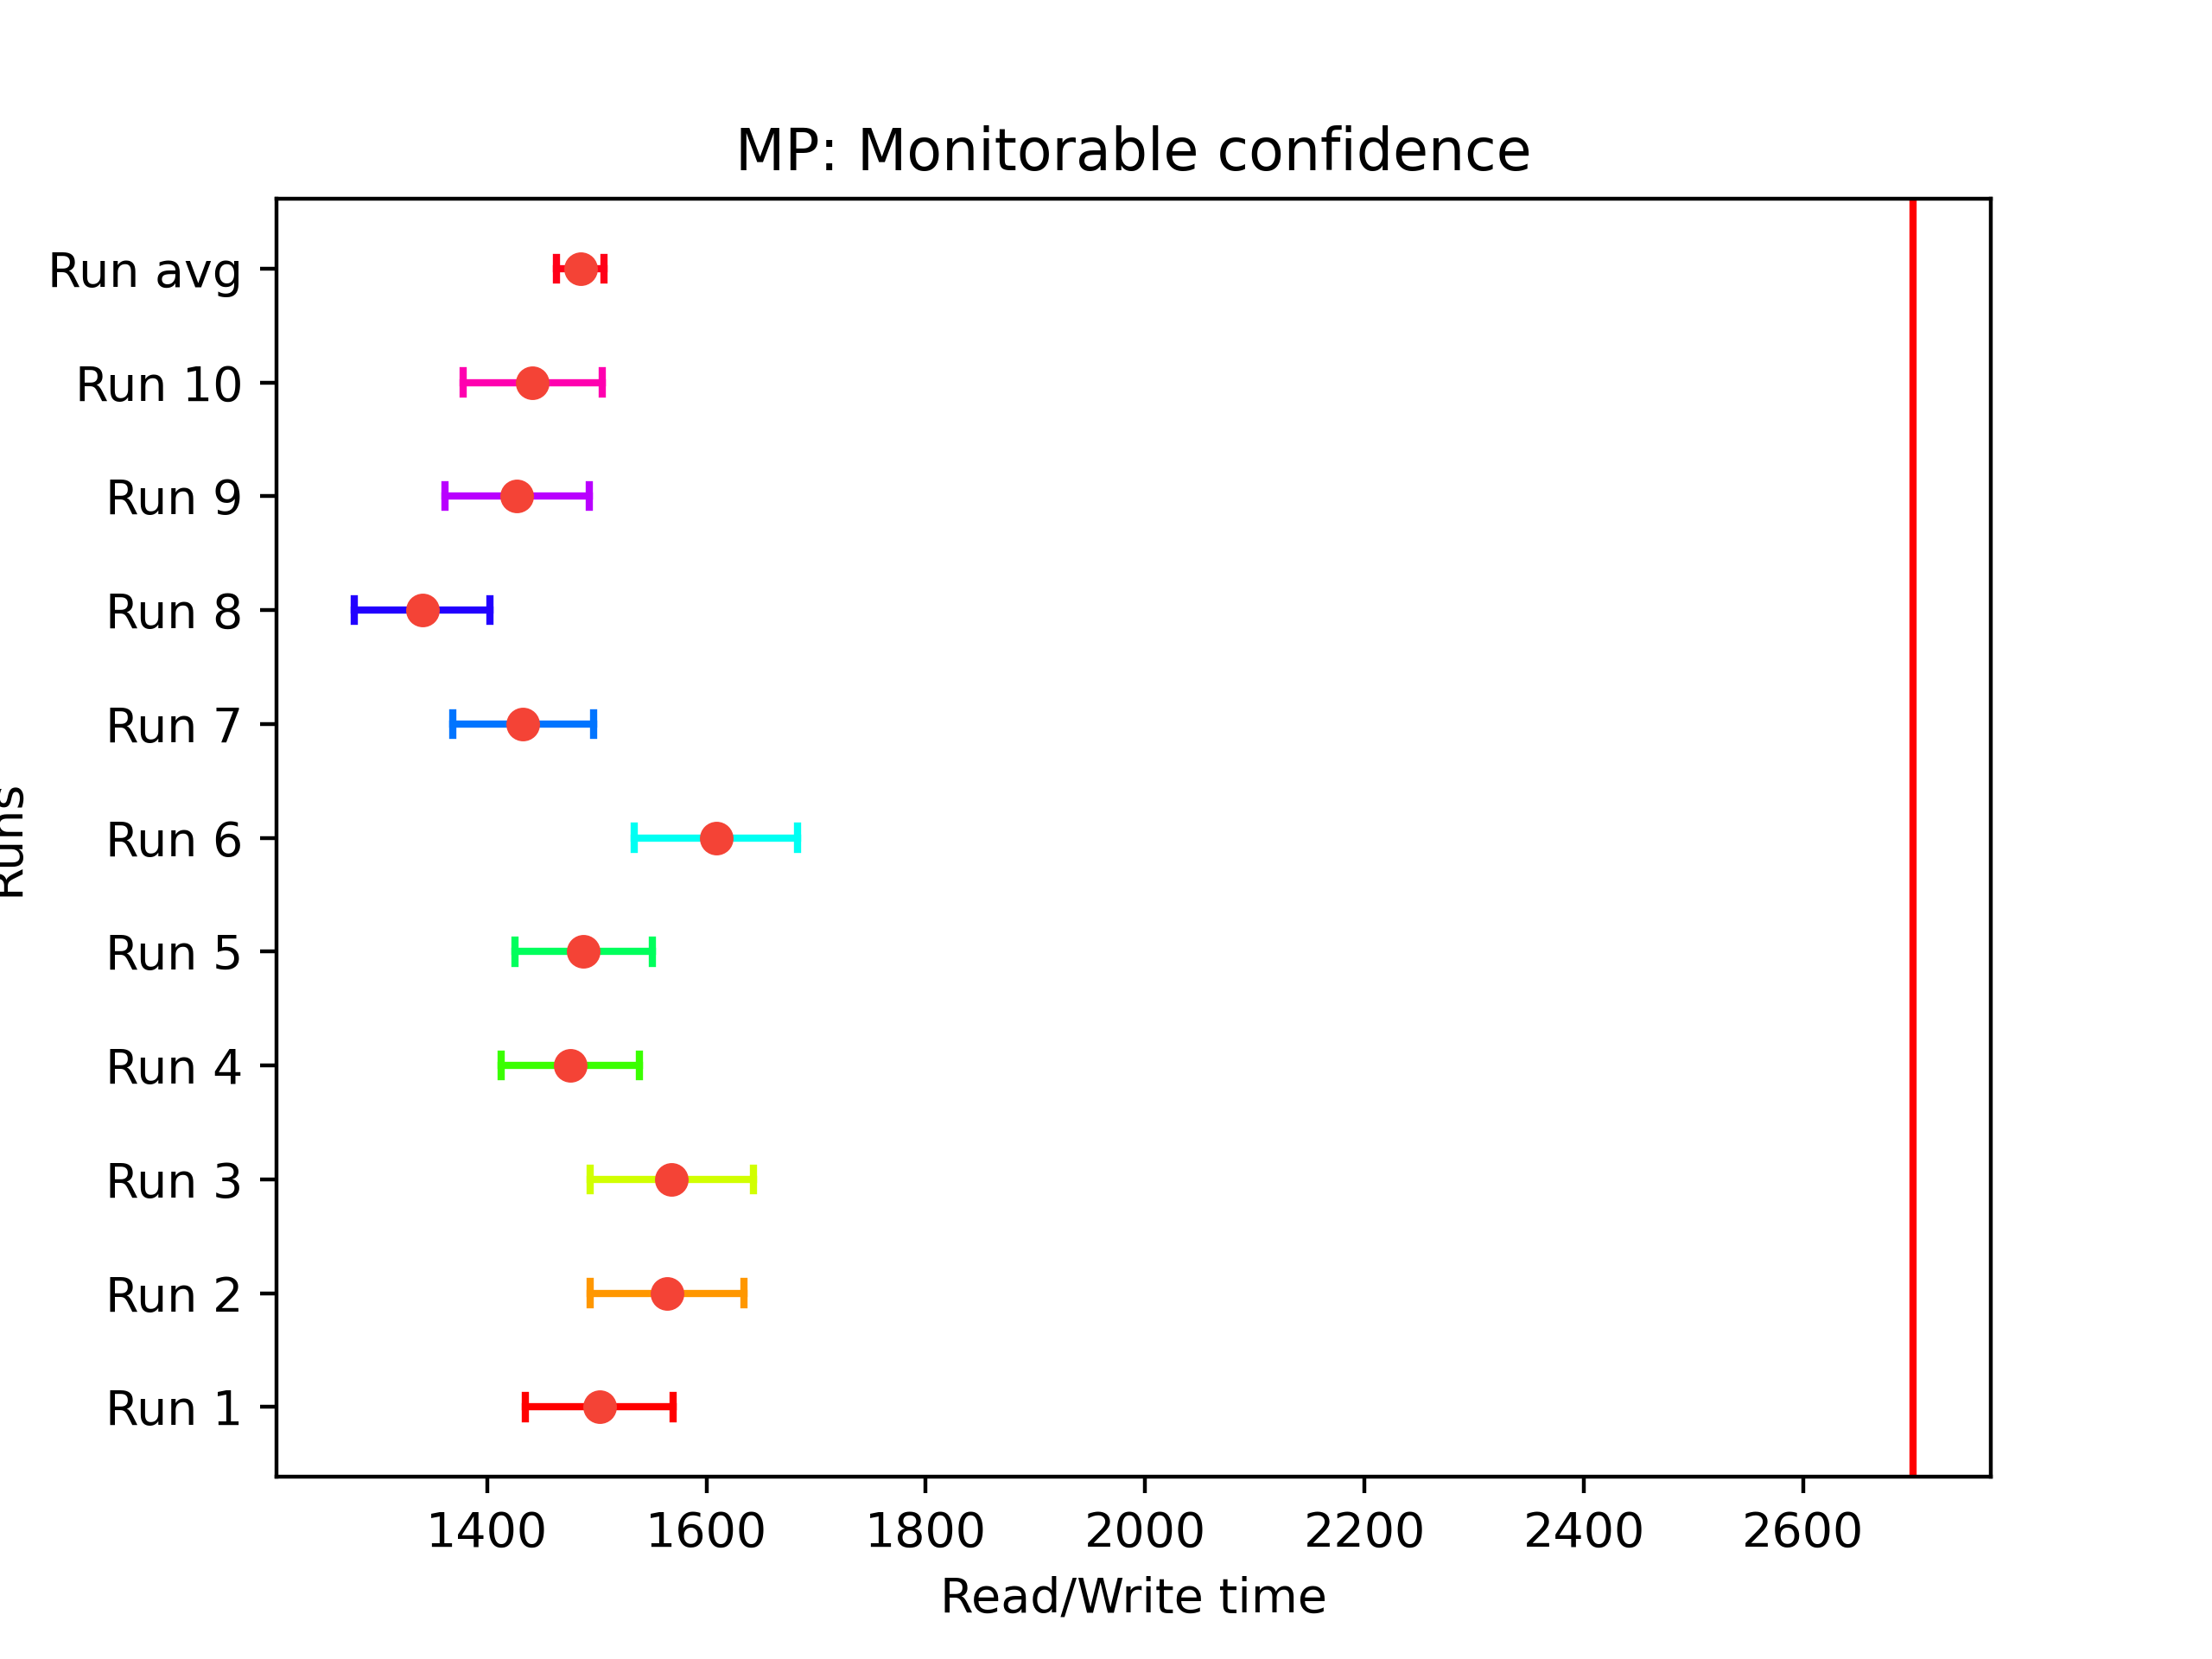 MP: Monitorable confidence
Run avg
Run 10
Run 9
Run 8
Run 7
Run 6
Run 5
Run 4
Run 3
Run 2
Run 1
Runs
1400 1600 1800 2000 2200 2400 2600
Read/Write time